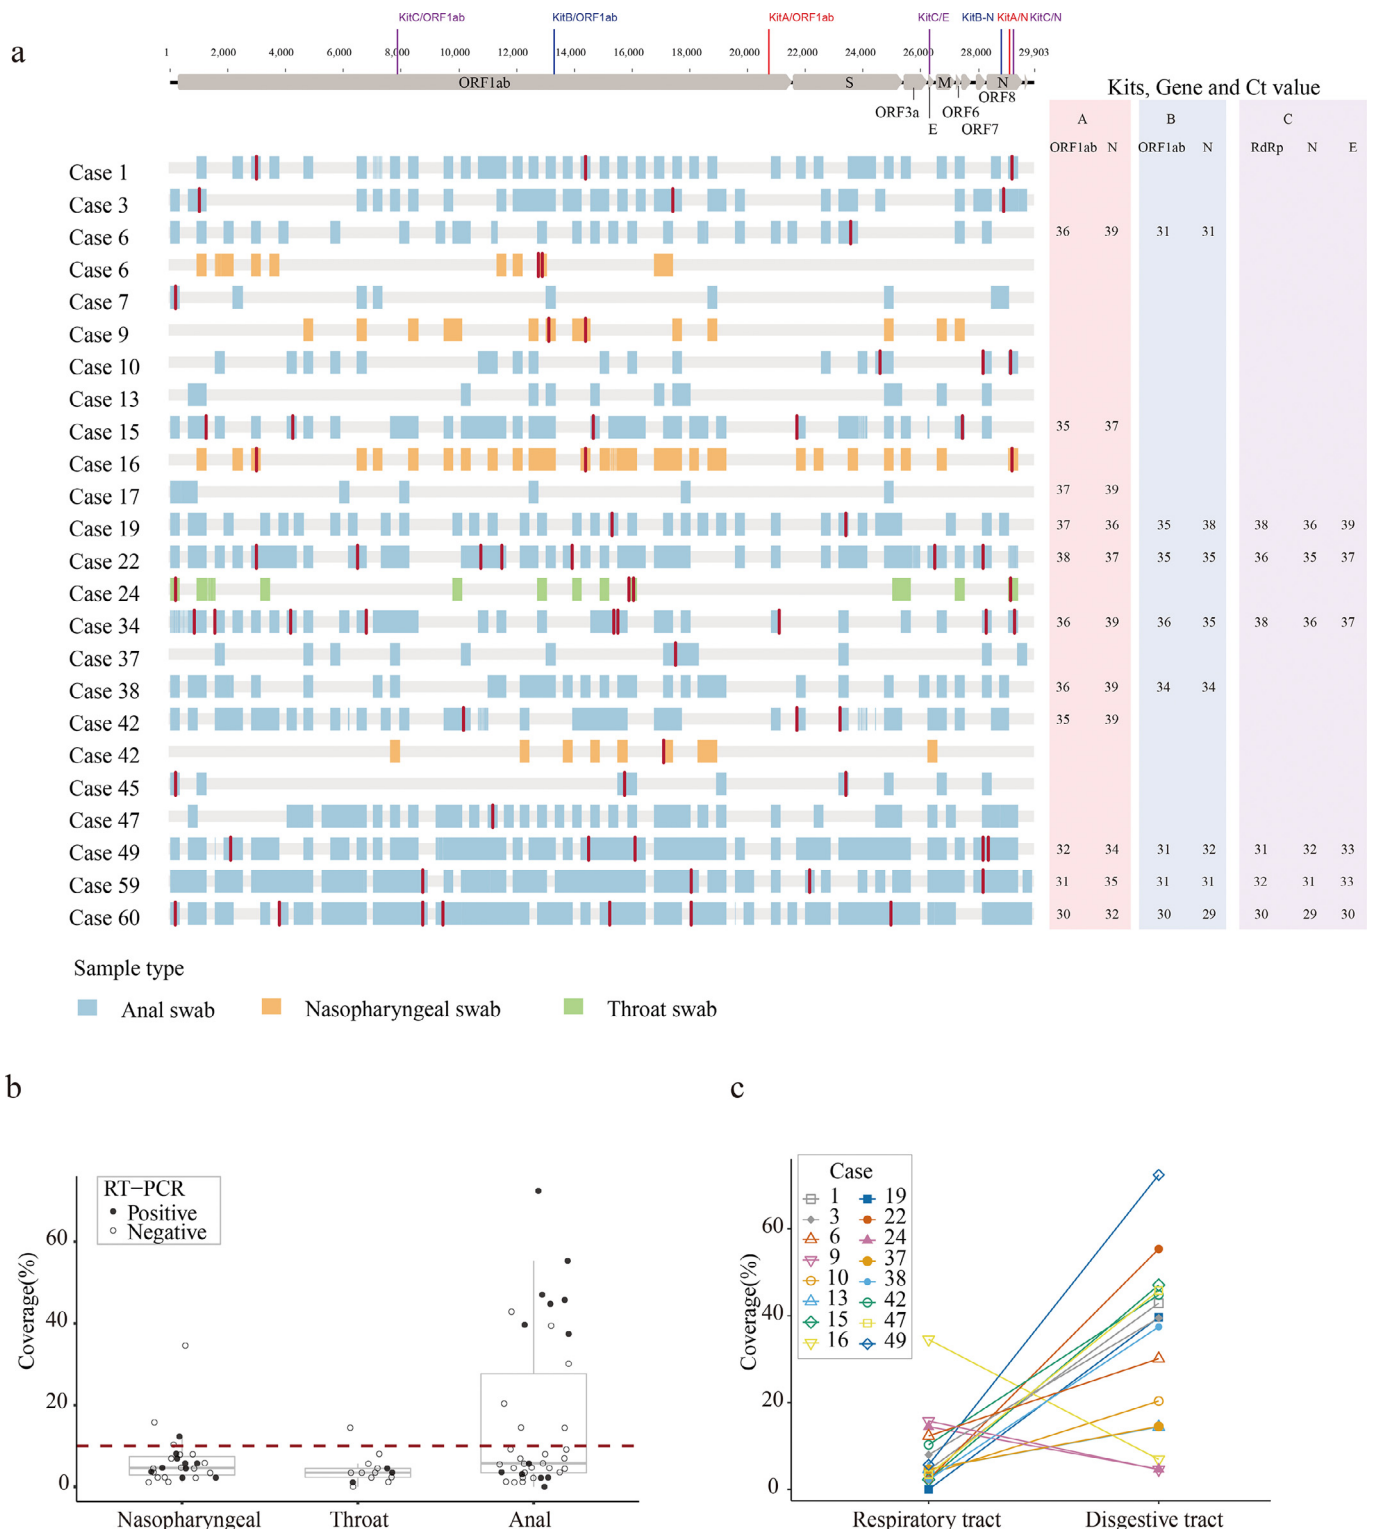 KitC/ORF1ab KitB/ORF1ab KitA/ORF1ab KitC/E KitB-N KitA/N KitC/N
a
1 2,000 4,000 6,000 8,000 10,000 12,000 14,000 16,000 18,000 20,000 22,000 24,000 26,000 28,000 29,903
ORF1ab S M N
ORF3a E ORF6 ORF7 ORF8
Kits, Gene and Ct value
A B C
ORF1ab N ORF1ab N RdRp N E
Case 1
Case 3
Case 6 36 39 31 31
Case 6
Case 7
Case 9
Case 10
Case 13
Case 15 35 37
Case 16
Case 17 37 39
Case 19 37 36 35 38 38 36 39
Case 22 38 37 35 35 36 35 37
Case 24
Case 34 36 39 36 35 38 36 37
Case 37
Case 38 36 39 34 34
Case 42 35 39
Case 42
Case 45
Case 47
Case 49 32 34 31 32 31 32 33
Case 59 31 35 31 31 32 31 33
Case 60 30 32 30 29 30 29 30
Sample type
Anal swab Nasopharyngeal swab Throat swab
b
RT−PCR
Positive
Negative
Coverage(%)
60
40
20
0
Nasopharyngeal Throat Anal
c
Case
1 19
3 22
6 24
9 37
10 38
13 42
15 47
16 49
Coverage(%)
60
40
20
0
Respiratory tract Disgestive tract